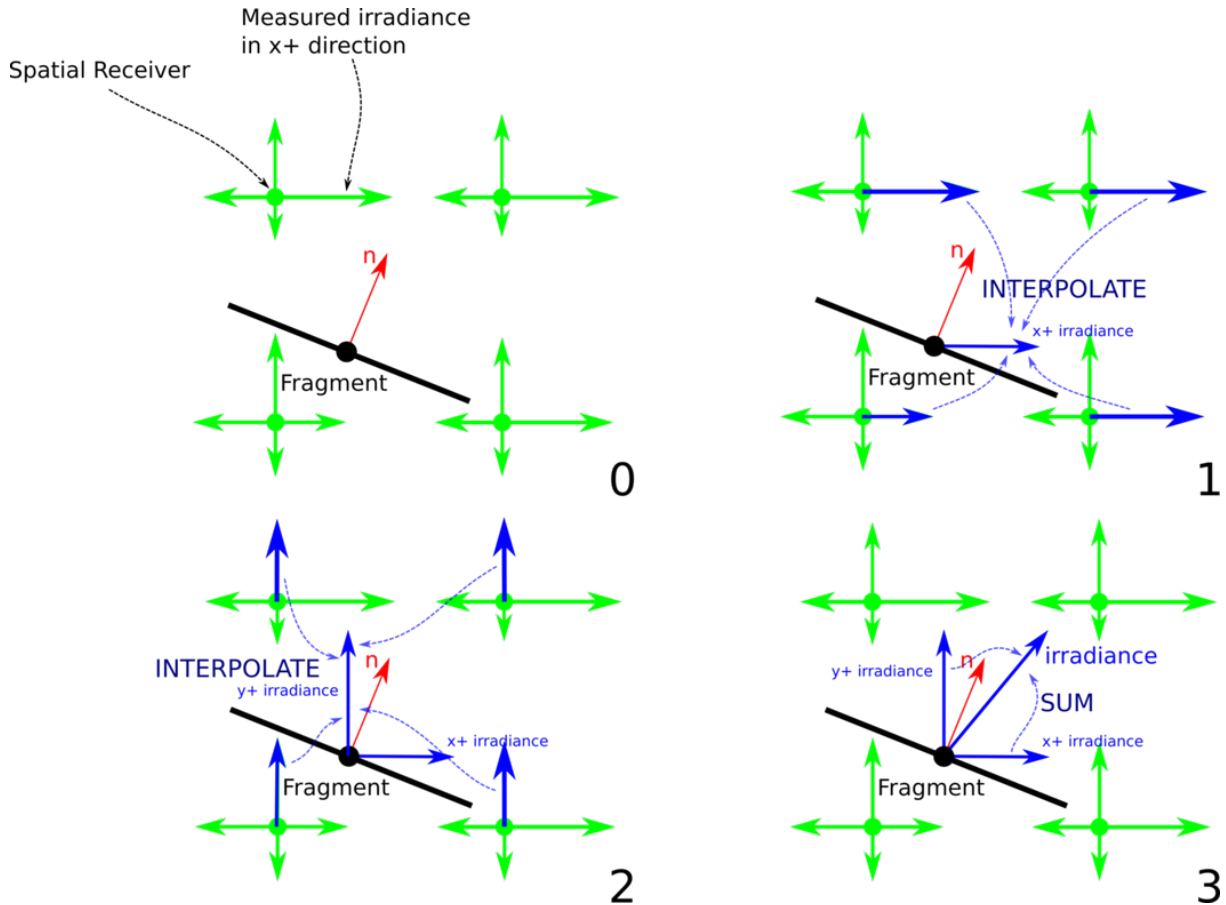 Measured irradiance
in x+ direction
Spatial Receiver
n
Fragment
0
n
INTERPOLATE
x+ irradiance
Fragment
1
INTERPOLATE
n
y+ irradiance
x+ irradiance
Fragment
2
n
irradiance
y+ irradiance
SUM
x+ irradiance
Fragment
3